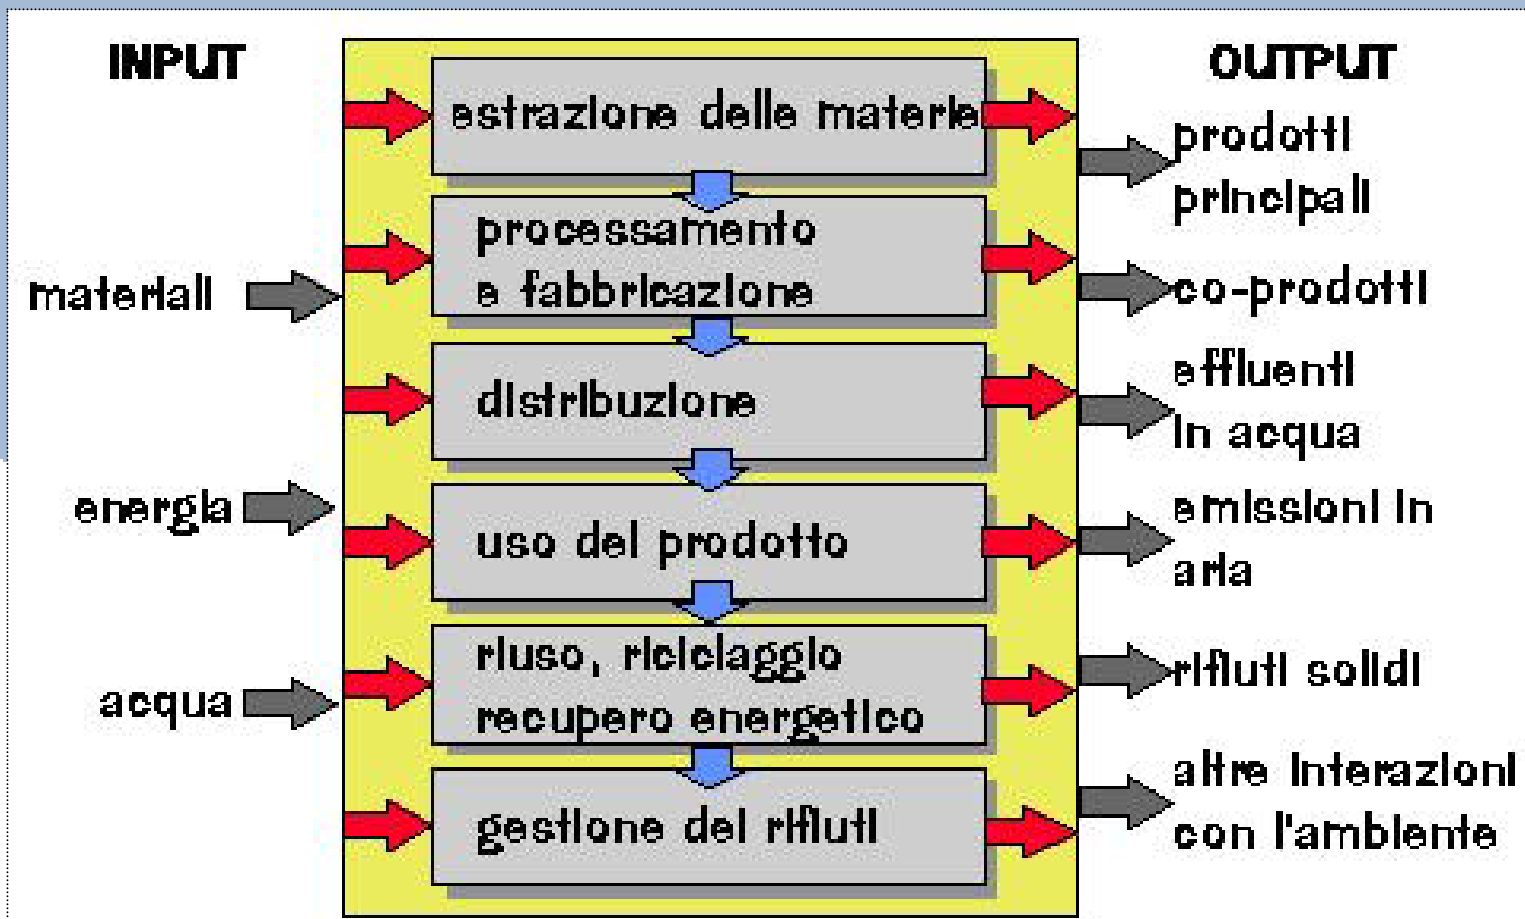 INPUT
OUTPUT
estrazione delle materie
processamento
e fabbricazione
distribuzione
uso del prodotto
riuso, riciclaggio
recupero energetico
gestione dei rifiuti
materiali
energia
acqua
prodotti
principali
co-prodotti
effluenti
in acqua
emissioni in
aria
rifiuti solidi
altre interazioni
con l'ambiente